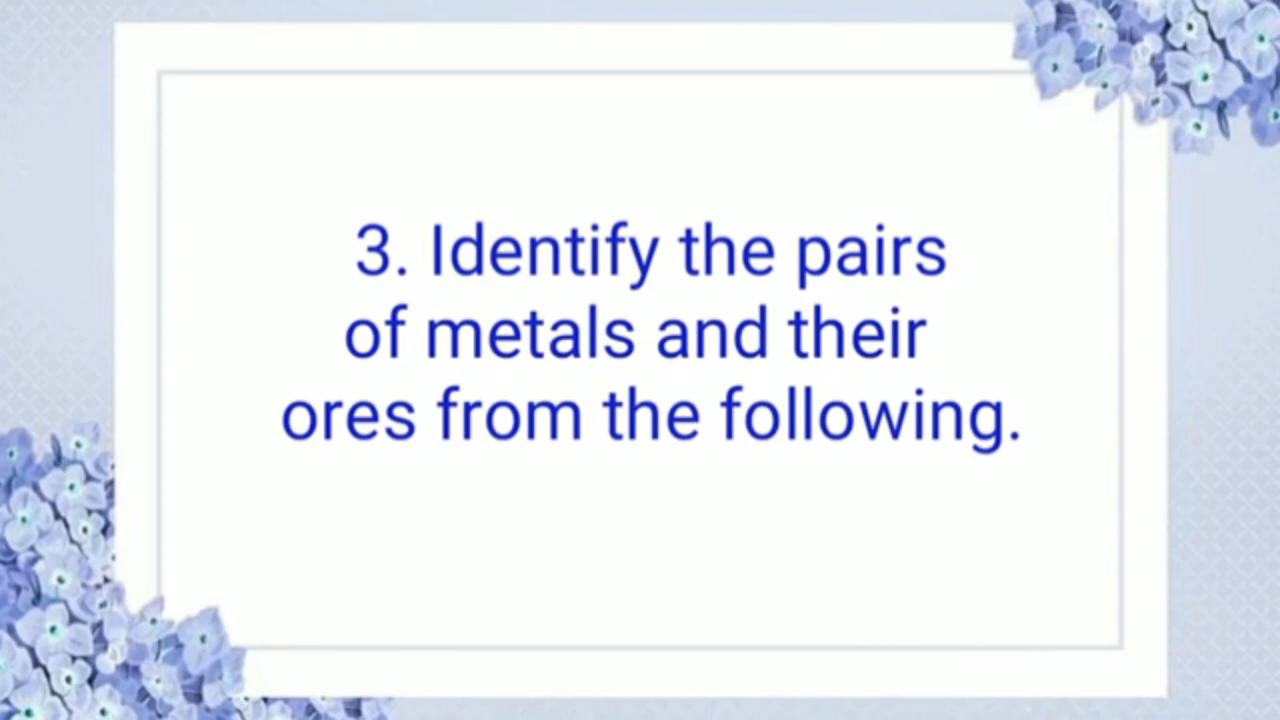 3. Identify the pairs
of metals and their
ores from the following.